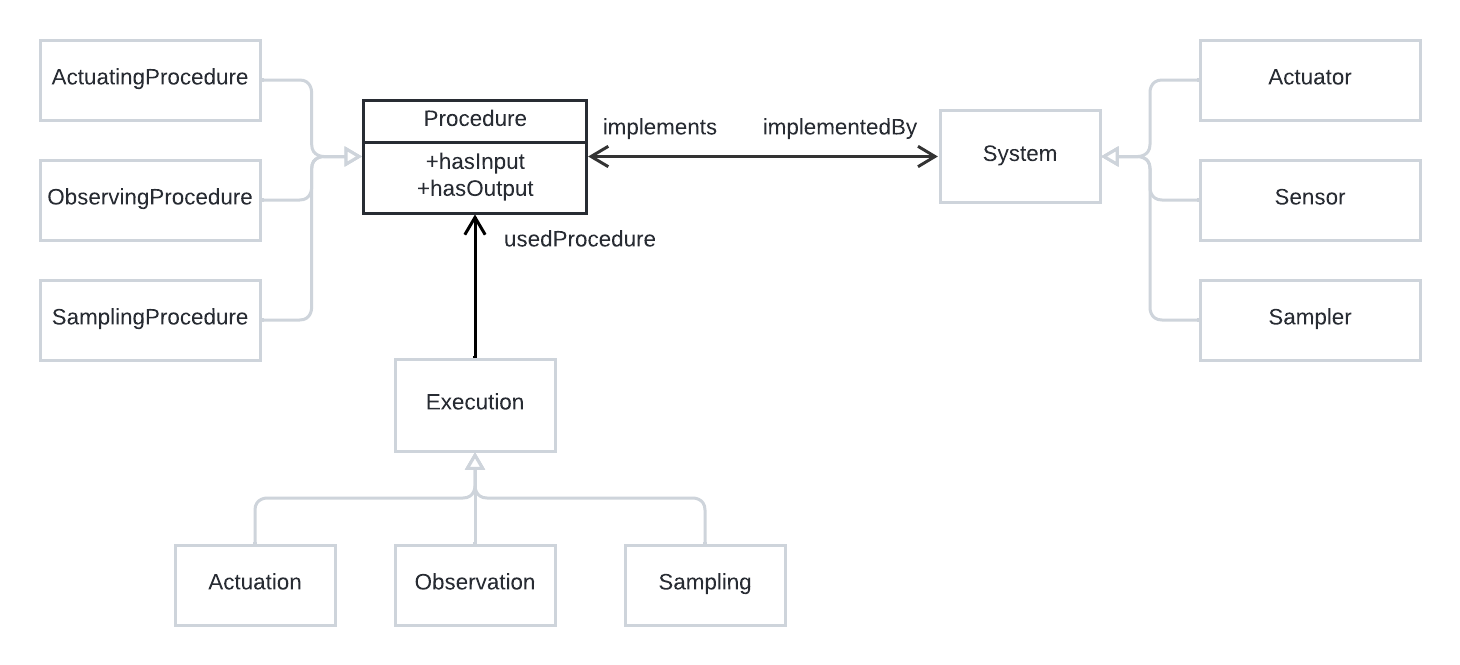 ActuatingProcedure
ObservingProcedure
SamplingProcedure
Procedure
+hasInput
+hasOutput
implements
implementedBy
System
Actuator
Sensor
Sampler
usedProcedure
Execution
Actuation
Observation
Sampling